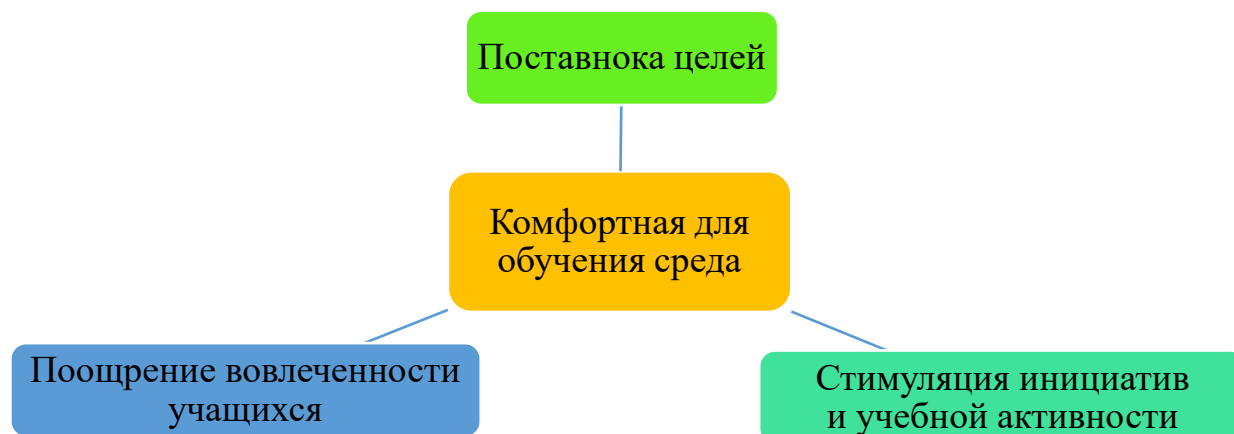 Поставнока целей
Комфортная для
обучения среда
Поощрение вовлеченности
учащихся
Стимуляция инициатив
и учебной активности